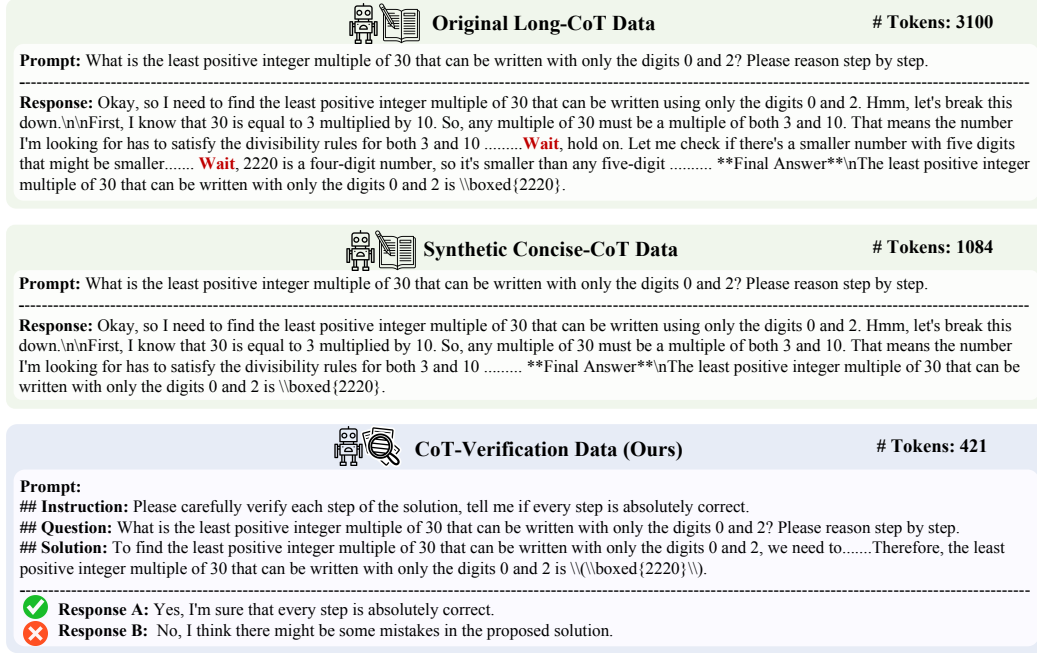 Original Long-CoT Data # Tokens: 3100
Prompt: What is the least positive integer multiple of 30 that can be written with only the digits 0 and 2? Please reason step by step.
Response: Okay, so I need to find the least positive integer multiple of 30 that can be written using only the digits 0 and 2. Hmm, let's break this
down.\n\nFirst, I know that 30 is equal to 3 multiplied by 10. So, any multiple of 30 must be a multiple of both 3 and 10. That means the number
I'm looking for has to satisfy the divisibility rules for both 3 and 10 .........Wait, hold on. Let me check if there's a smaller number with five digits
that might be smaller....... Wait, 2220 is a four-digit number, so it's smaller than any five-digit .......... **Final Answer**\nThe least positive integer
multiple of 30 that can be written with only the digits 0 and 2 is \\boxed{2220}.
Synthetic Concise-CoT Data # Tokens: 1084
Prompt: What is the least positive integer multiple of 30 that can be written with only the digits 0 and 2? Please reason step by step.
Response: Okay, so I need to find the least positive integer multiple of 30 that can be written using only the digits 0 and 2. Hmm, let's break this
down.\n\nFirst, I know that 30 is equal to 3 multiplied by 10. So, any multiple of 30 must be a multiple of both 3 and 10. That means the number
I'm looking for has to satisfy the divisibility rules for both 3 and 10 ......... **Final Answer**\nThe least positive integer multiple of 30 that can be
written with only the digits 0 and 2 is \\boxed{2220}.
CoT-Verification Data (Ours) # Tokens: 421
Prompt:
## Instruction: Please carefully verify each step of the solution, tell me if every step is absolutely correct.
## Question: What is the least positive integer multiple of 30 that can be written with only the digits 0 and 2? Please reason step by step.
## Solution: To find the least positive integer multiple of 30 that can be written with only the digits 0 and 2, we need to.......Therefore, the least
positive integer multiple of 30 that can be written with only the digits 0 and 2 is \\(\\boxed{2220}\\).
Response A: Yes, I'm sure that every step is absolutely correct.
Response B: No, I think there might be some mistakes in the proposed solution.